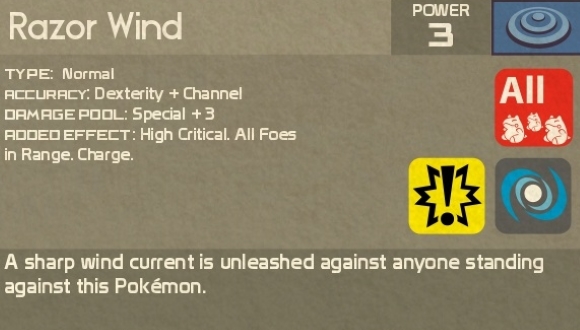 Razor Wind
POWER
3
TYPE: Normal
ACCURACY: Dexterity + Channel
DAMAGE POOL: Special + 3
ADDED EFFECT: High Critical. All Foes
in Range. Charge.
All
A sharp wind current is unleashed against anyone standing
against this Pokémon.